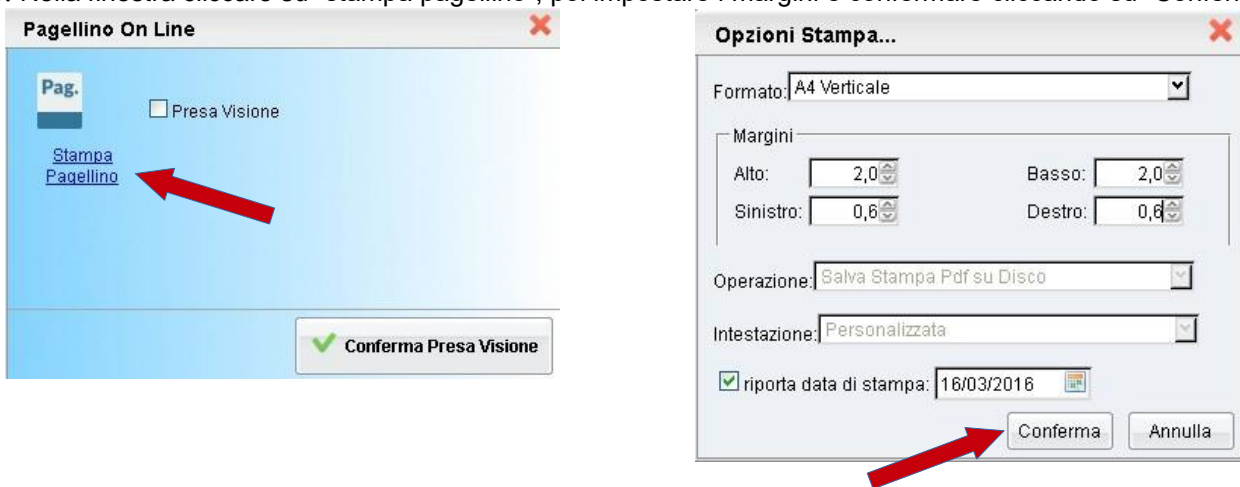 Pagellino On Line
Pag.
Presa Visione
Stampa
Pagellino
Conferma Presa Visione
Opzioni Stampa...
Formato: A4 Verticale
Margini
Alto: 2,0 Basso: 2,0
Sinistro: 0,6 Destro: 0,6
Operazione: Salva Stampa Pdf su Disco
Intestazione: Personalizzata
riporta data di stampa: 16/03/2016
Conferma Annulla